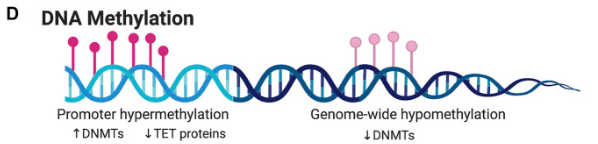 D
DNA Methylation
Promoter hypermethylation
↑DNMTs ↓TET proteins
Genome-wide hypomethylation
↓DNMTs